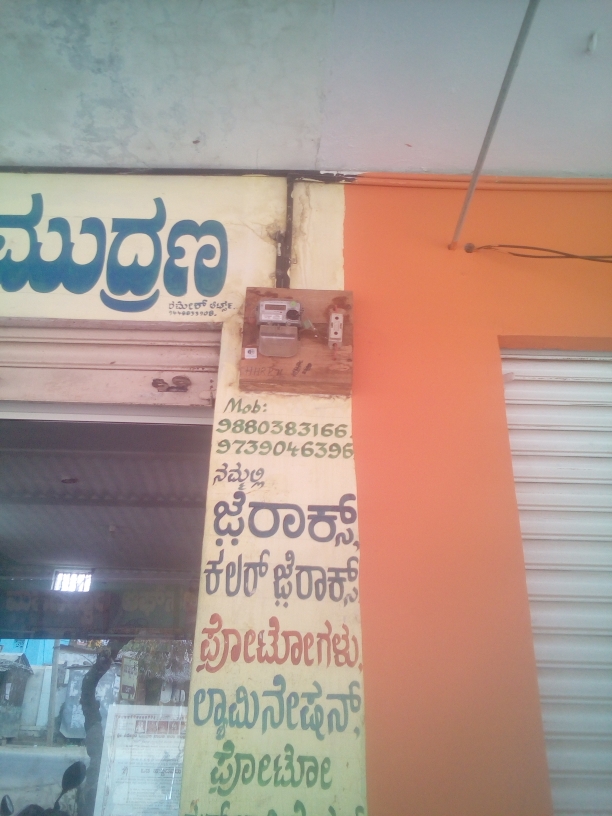 ಮುದ್ರಣ
Mob:
9880383166.
9739046396
ನಮ್ಮಲ್ಲಿ
ಜೆರಾಕ್ಸ್,
ಕಲರ್ ಜೆರಾಕ್ಸ್
ಫೋಟೋಗಳು,
ಲ್ಯಾಮಿನೇಷನ್,
ಫೋಟೋ